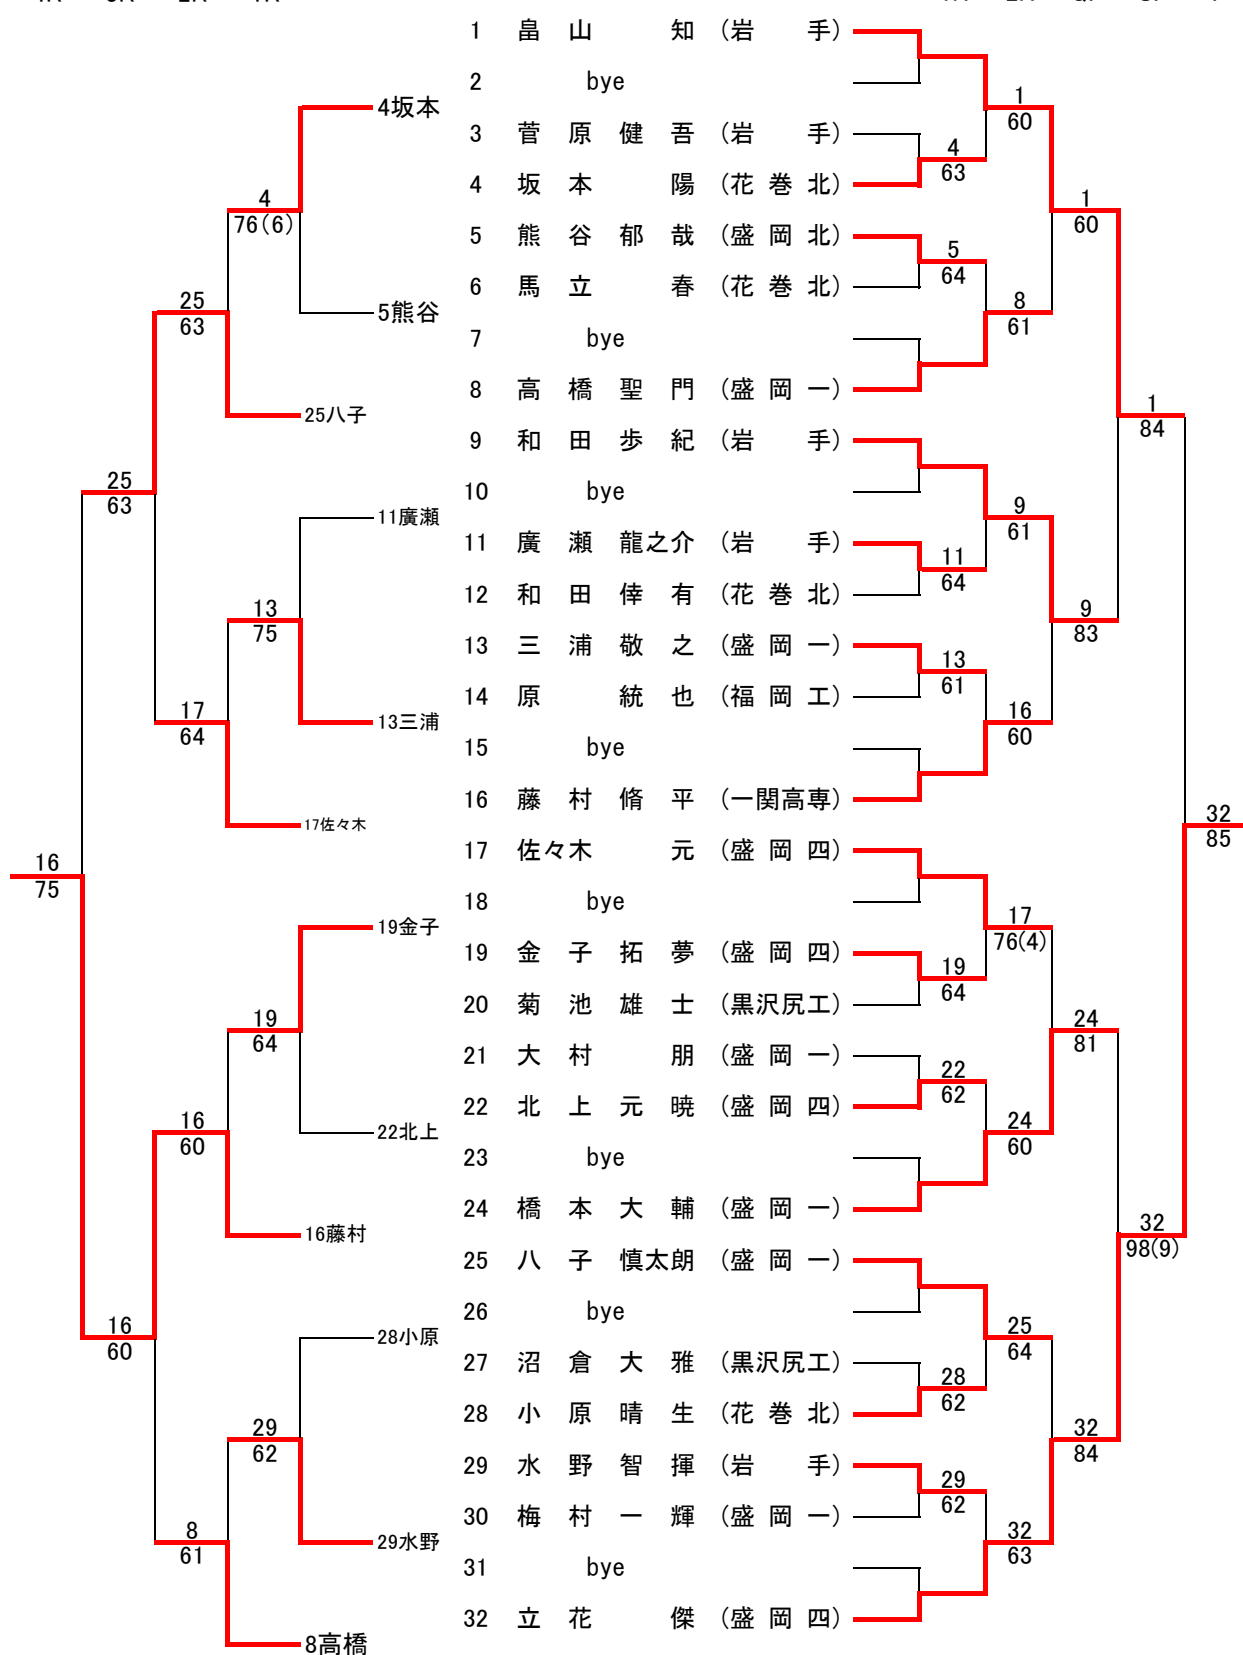 1 畠山 知 (岩手)
2 bye
3 菅原健吾 (岩手)
4 坂本 陽 (花巻北)
5 熊谷郁哉 (盛岡北)
6 馬立 春 (花巻北)
7 bye
8 高橋聖門 (盛岡一)
9 和田歩紀 (岩手)
10 bye
11 廣瀬龍之介 (岩手)
12 和田倖有 (花巻北)
13 三浦敬之 (盛岡一)
14 原 統也 (福岡工)
15 bye
16 藤村脩平 (一関高専)
17 佐々木 元 (盛岡四)
18 bye
19 金子拓夢 (盛岡四)
20 菊池雄士 (黒沢尻工)
21 大村 朋 (盛岡一)
22 北上元暁 (盛岡四)
23 bye
24 橋本大輔 (盛岡一)
25 八子慎太朗 (盛岡一)
26 bye
27 沼倉大雅 (黒沢尻工)
28 小原晴生 (花巻北)
29 水野智揮 (岩手)
30 梅村一輝 (盛岡一)
31 bye
32 立花 傑 (盛岡四)
4坂本
5熊谷
25八子
11廣瀬
13三浦
17佐々木
19金子
22北上
16藤村
28小原
29水野
8高橋
4
76(6)
13
75
19
64
29
62
25
63
17
64
16
60
8
61
25
63
16
60
16
75
4
63
5
64
11
64
13
61
19
64
22
62
28
62
29
62
1
60
8
61
9
61
16
60
17
76(4)
24
60
25
64
32
63
1
60
9
83
24
81
32
84
1
84
32
98(9)
32
85